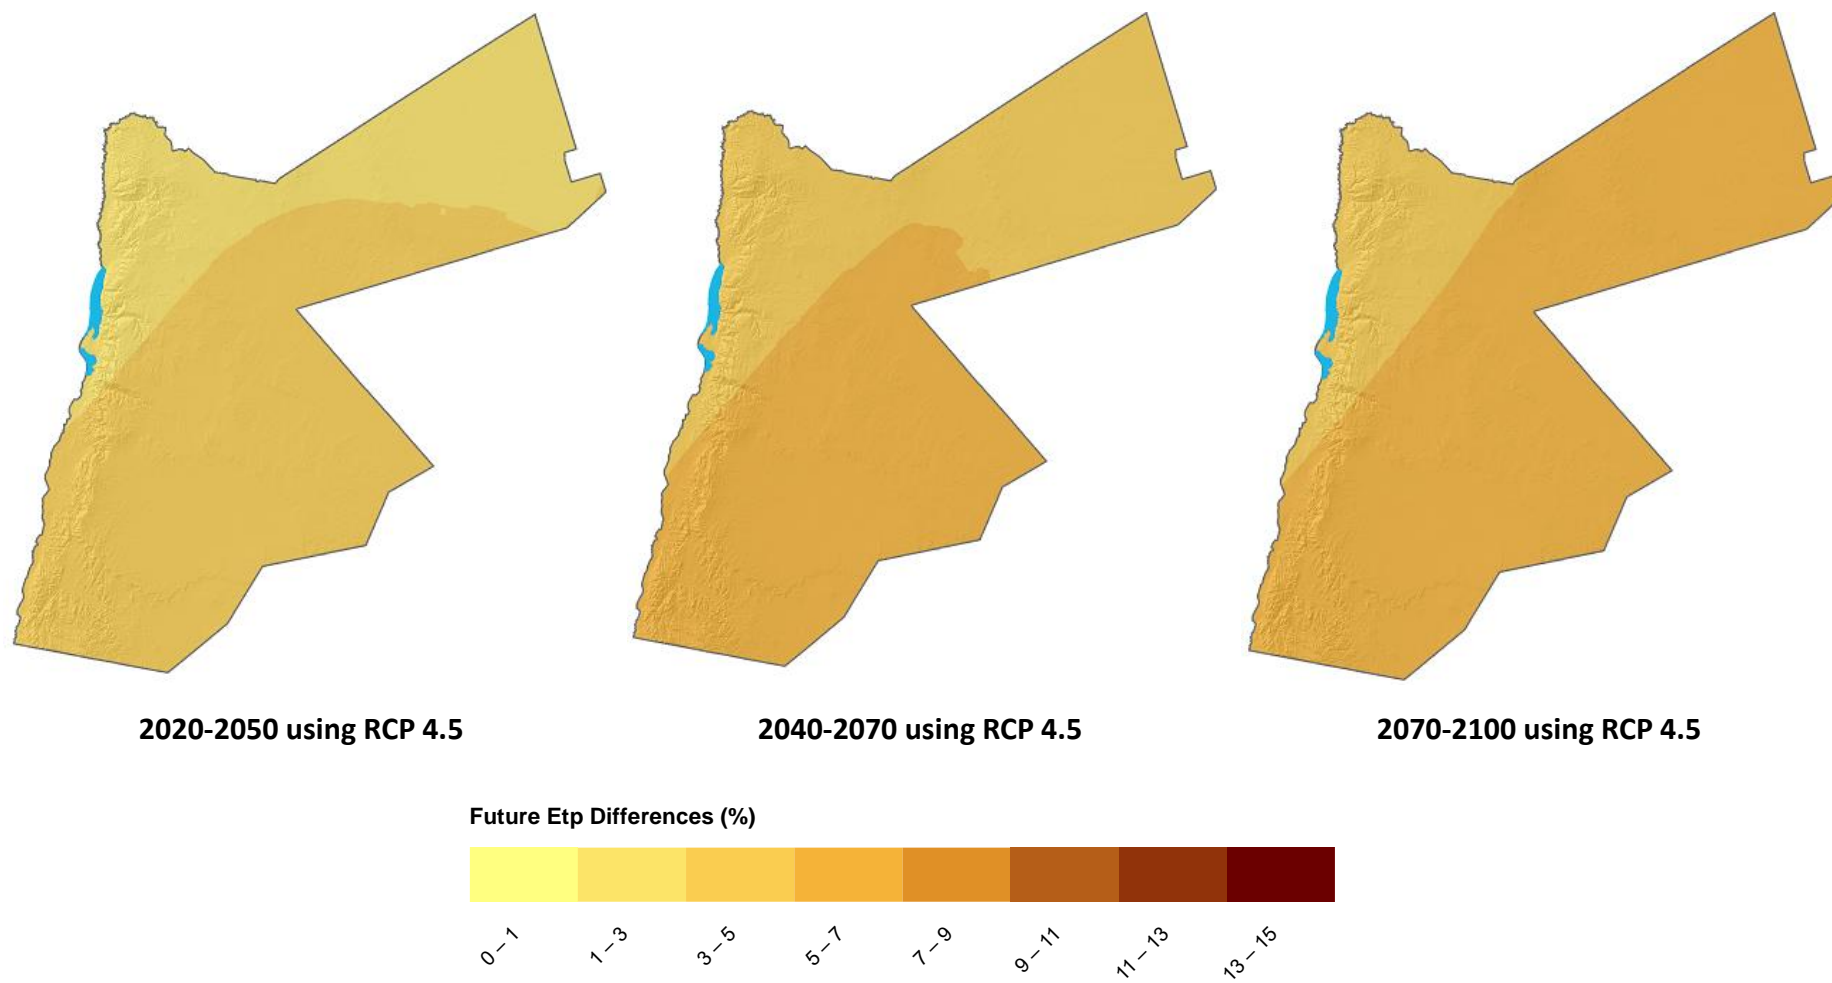 2020-2050 using RCP 4.5
2040-2070 using RCP 4.5
2070-2100 using RCP 4.5
Future Etp Differences (%)
0 – 1
1 – 3
3 – 5
5 – 7
7 – 9
9 – 11
11 – 13
13 – 15